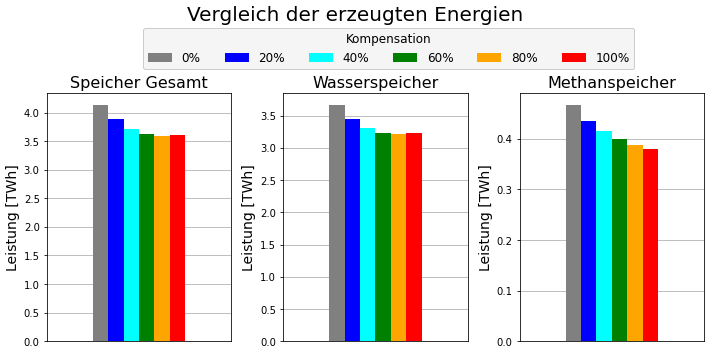 Vergleich der erzeugten Energien
Kompensation
0% 20% 40% 60% 80% 100%
Speicher Gesamt
Leistung [TWh]
4.0
3.5
3.0
2.5
2.0
1.5
1.0
0.5
0.0
Wasserspeicher
Leistung [TWh]
3.5
3.0
2.5
2.0
1.5
1.0
0.5
0.0
Methanspeicher
Leistung [TWh]
0.4
0.3
0.2
0.1
0.0